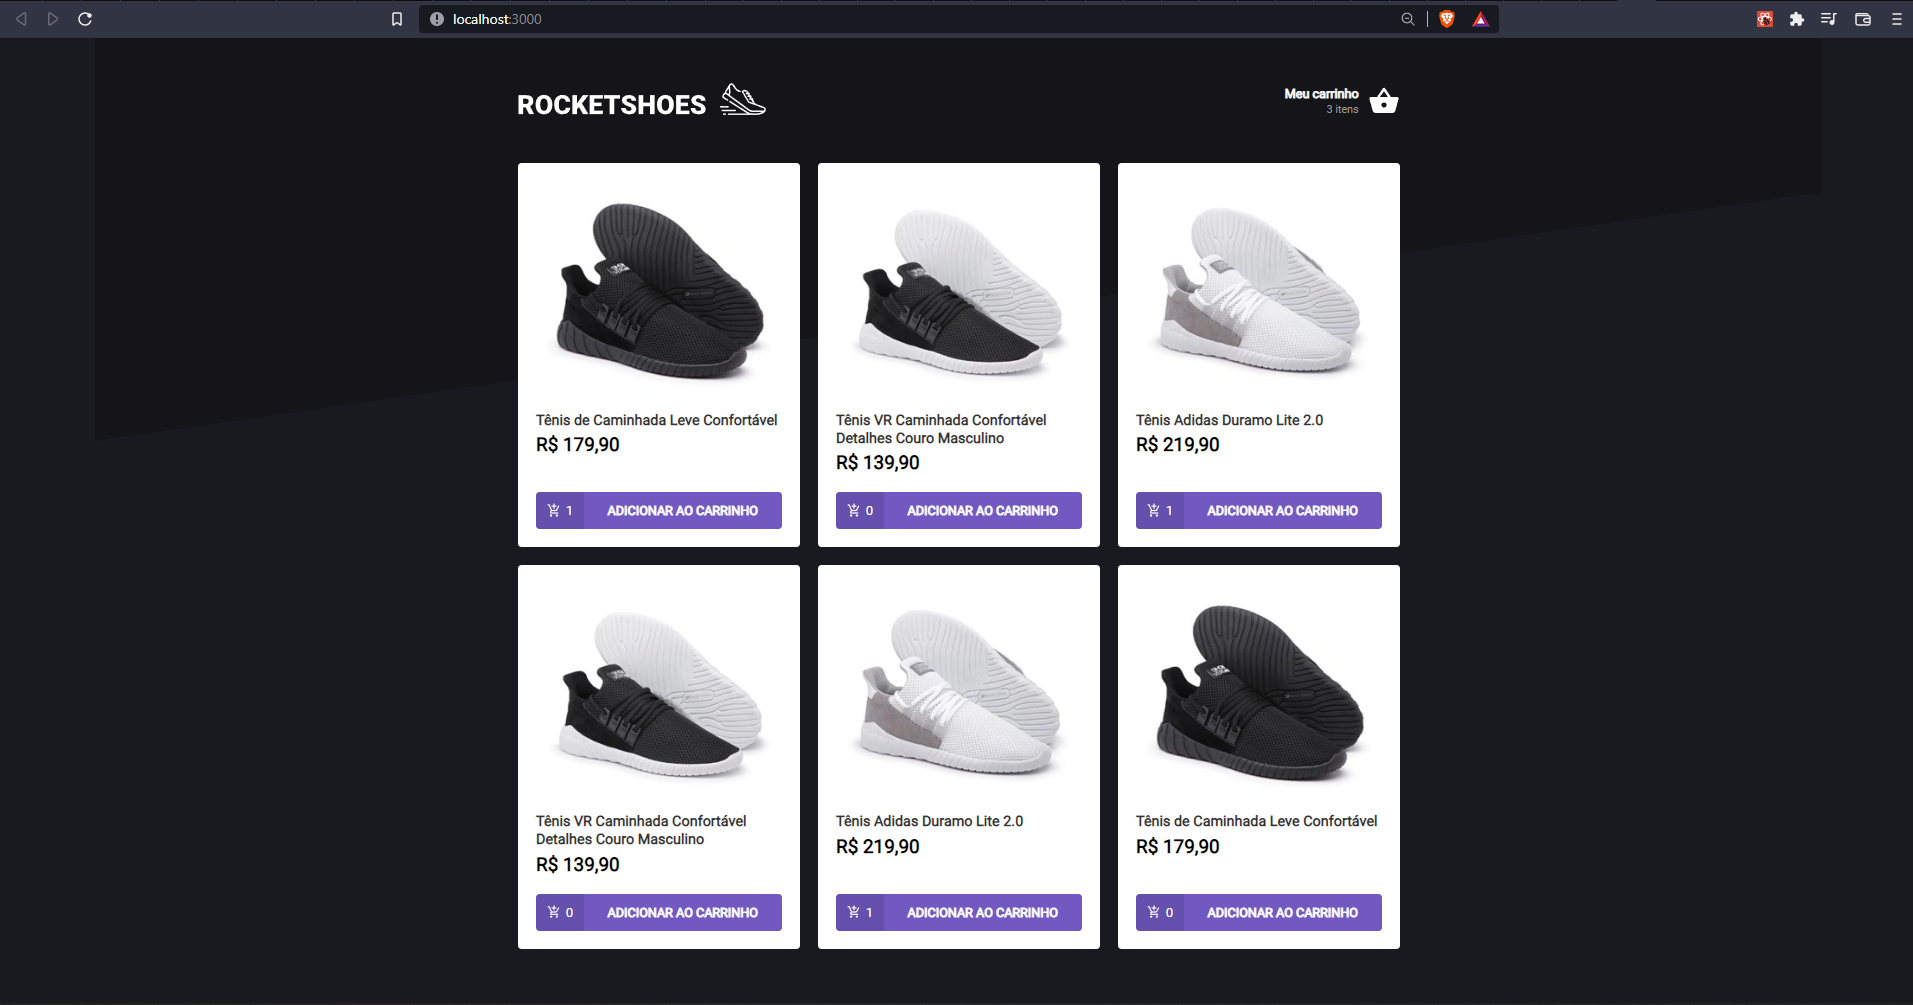 localhost:3000
ROCKETSHOES
Meu carrinho
3 itens
Tênis de Caminhada Leve Confortável
R$ 179,90
1 ADICIONAR AO CARRINHO
Tênis VR Caminhada Confortável
Detalhes Couro Masculino
R$ 139,90
0 ADICIONAR AO CARRINHO
Tênis Adidas Duramo Lite 2.0
R$ 219,90
1 ADICIONAR AO CARRINHO
Tênis VR Caminhada Confortável
Detalhes Couro Masculino
R$ 139,90
0 ADICIONAR AO CARRINHO
Tênis Adidas Duramo Lite 2.0
R$ 219,90
1 ADICIONAR AO CARRINHO
Tênis de Caminhada Leve Confortável
R$ 179,90
0 ADICIONAR AO CARRINHO